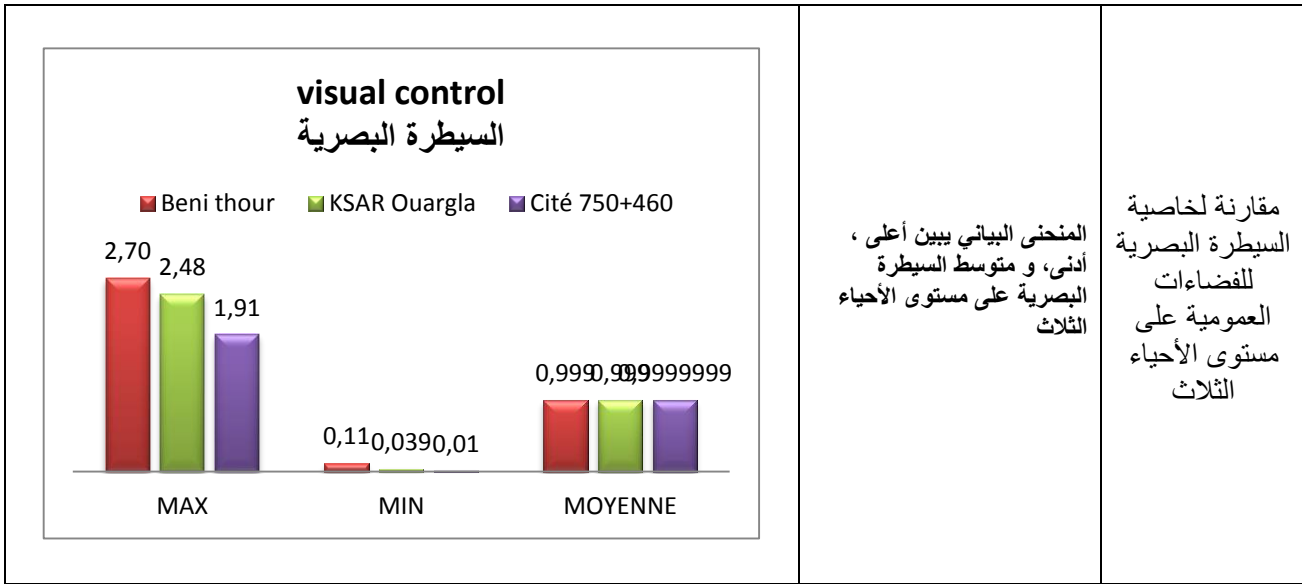 مقارنة لخاصية
السيطرة البصرية
للفضاءات
العمومية على
مستوى الأحياء
الثلاث
المنحنى البياني يبين أعلى ،
أدنى، و متوسط السيطرة
البصرية على مستوى الأحياء
الثلاث
visual control
السيطرة البصرية
Beni thour KSAR Ouargla Cité 750+460
2,70
2,48
1,91
0,11 0,039 0,01
MAX MIN MOYENNE